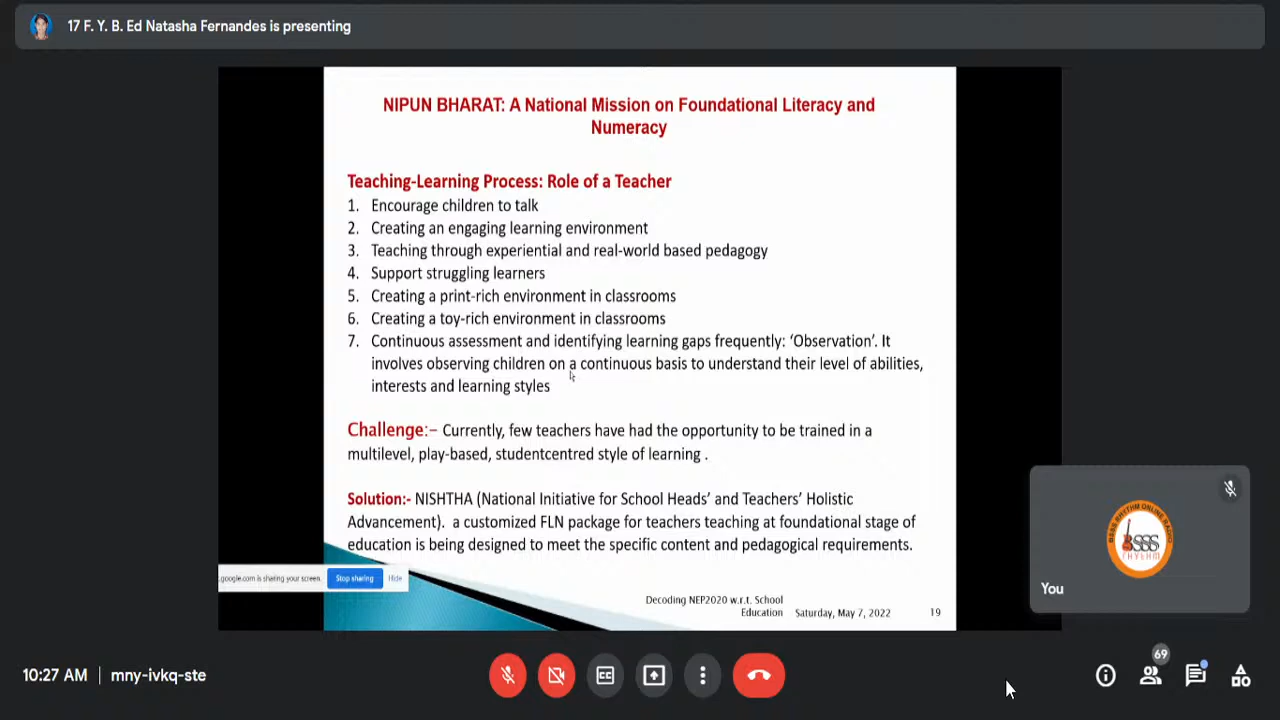 17 F. Y. B. Ed Natasha Fernandes is presenting
NIPUN BHARAT: A National Mission on Foundational Literacy and
Numeracy
Teaching-Learning Process: Role of a Teacher
1. Encourage children to talk
2. Creating an engaging learning environment
3. Teaching through experiential and real-world based pedagogy
4. Support struggling learners
5. Creating a print-rich environment in classrooms
6. Creating a toy-rich environment in classrooms
7. Continuous assessment and identifying learning gaps frequently: ‘Observation’. It
involves observing children on a continuous basis to understand their level of abilities,
interests and learning styles
Challenge:– Currently, few teachers have had the opportunity to be trained in a
multilevel, play-based, studentcentred style of learning .
Solution:- NISHTHA (National Initiative for School Heads’ and Teachers’ Holistic
Advancement). a customized FLN package for teachers teaching at foundational stage of
education is being designed to meet the specific content and pedagogical requirements.
.google.com is sharing your screen. Stop sharing Hide
Decoding NEP2020 w.r.t. School
Education Saturday, May 7, 2022 19
BSSS RHYTHM ONLINE RADIO
BSSS
RHYTHM
You
10:27 AM | mny-ivkq-ste
CC
69